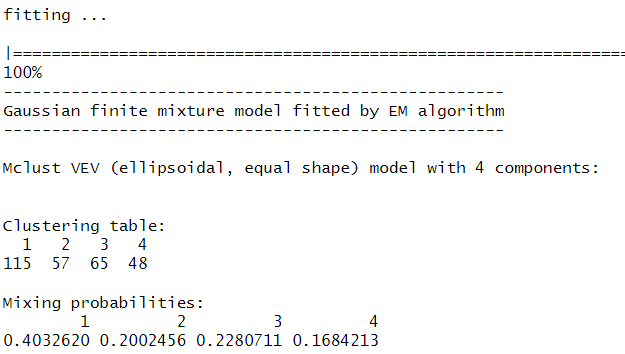 fitting ...
|================================================================
100%
----------------------------------------------------
Gaussian finite mixture model fitted by EM algorithm
----------------------------------------------------
Mclust VEV (ellipsoidal, equal shape) model with 4 components:
Clustering table:
1 2 3 4
115 57 65 48
Mixing probabilities:
1 2 3 4
0.4032620 0.2002456 0.2280711 0.1684213